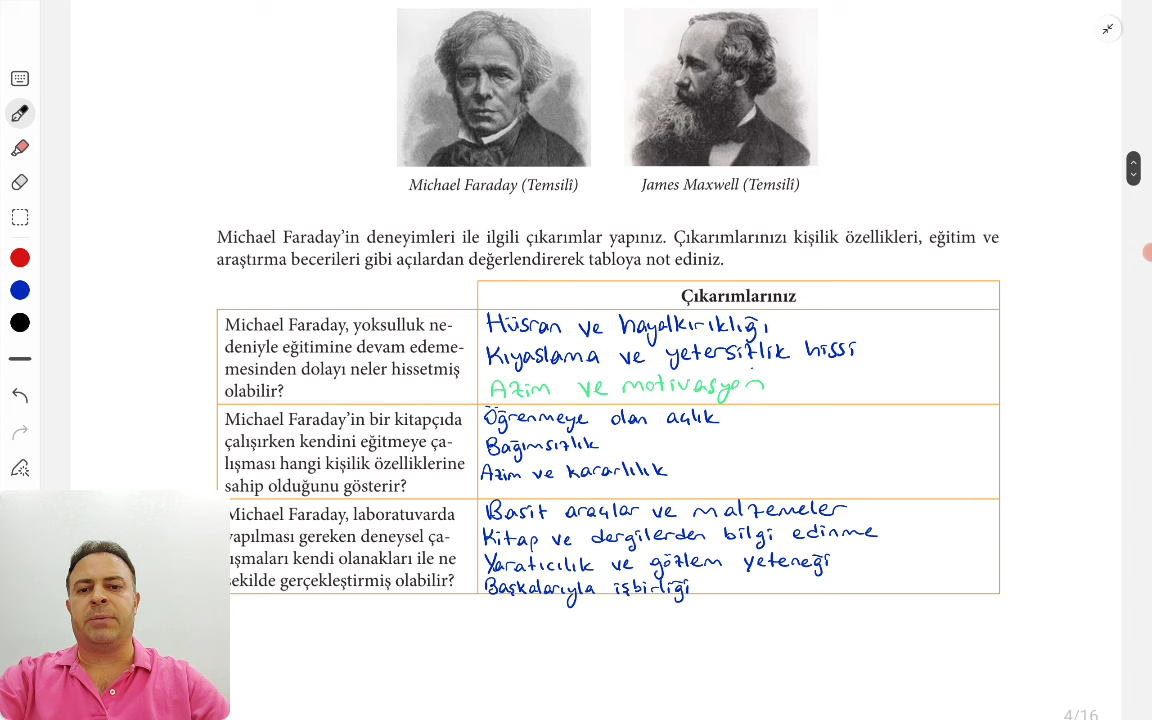 Michael Faraday (Temsilî)
James Maxwell (Temsilî)
Michael Faraday'in deneyimleri ile ilgili çıkarımlar yapınız. Çıkarımlarınızı kişilik özellikleri, eğitim ve
araştırma becerileri gibi açılardan değerlendirerek tabloya not ediniz.
Çıkarımlarınız
Michael Faraday, yoksulluk ne-
deniyle eğitimine devam edeme-
mesinden dolayı neler hissetmiş
olabilir?
Hüsran ve hayalkırıklığı
Kıyaslama ve yetersizlik hissi
Azim ve motivasyon
Michael Faraday'in bir kitapçıda
çalışırken kendini eğitmeye ça-
lışması hangi kişilik özelliklerine
sahip olduğunu gösterir?
Öğrenmeye olan açlık
Bağımsızlık
Azim ve kararlılık
Michael Faraday, laboratuvarda
yapılması gereken deneysel ça-
lışmaları kendi olanakları ile ne
şekilde gerçekleştirmiş olabilir?
Basit araçlar ve malzemeler
Kitap ve dergilerden bilgi edinme
Yaratıcılık ve gözlem yeteneği
Başkalarıyla işbirliği
4/16